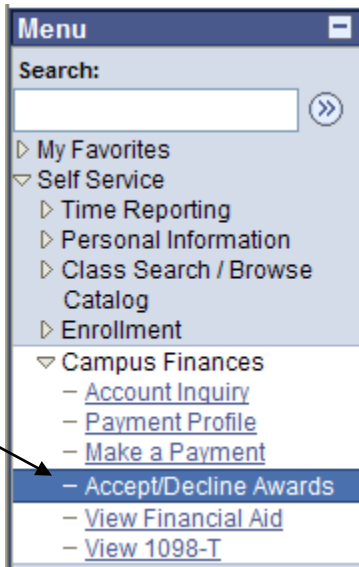 Menu
Search:
My Favorites
Self Service
Time Reporting
Personal Information
Class Search / Browse
Catalog
Enrollment
Campus Finances
– Account Inquiry
– Payment Profile
– Make a Payment
– Accept/Decline Awards
– View Financial Aid
– View 1098-T